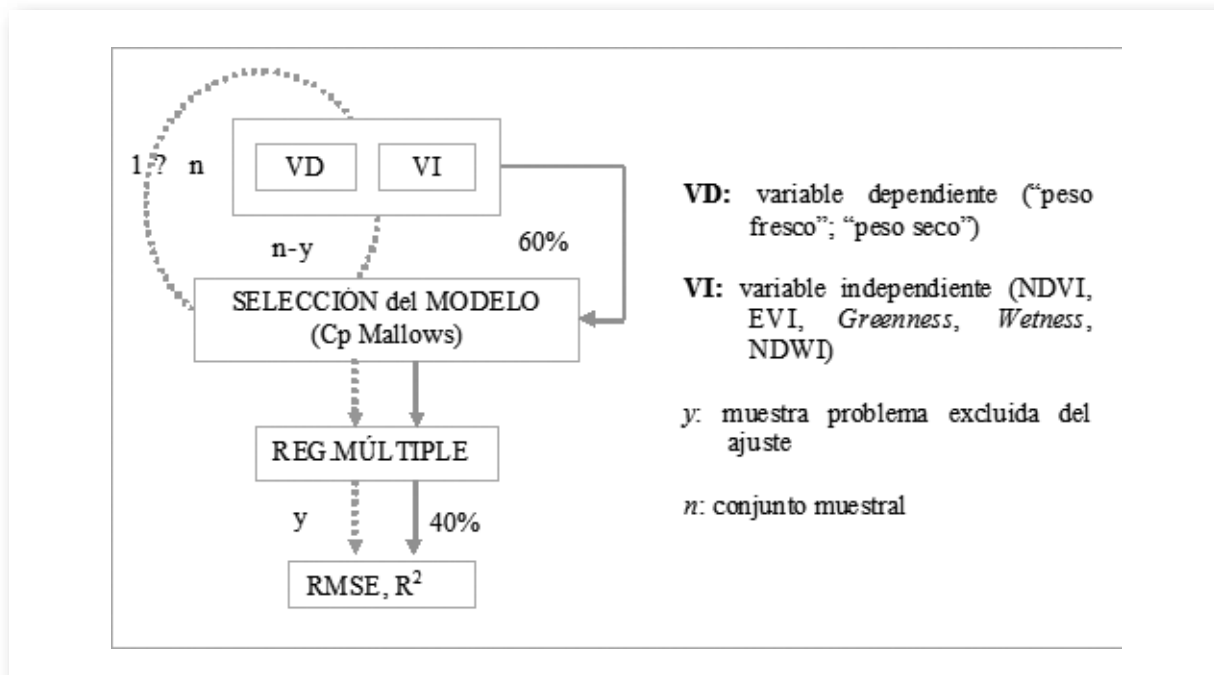 1 ? n
VD
VI
n-y
60%
SELECCIÓN del MODELO
(Cp Mallows)
REG.MÚLTIPLE
y
40%
RMSE, R²
VD: variable dependiente (“peso
fresco”; “peso seco”)
VI: variable independiente (NDVI,
EVI, Greenness, Wetness,
NDWI)
y: muestra problema excluida del
ajuste
n: conjunto muestral